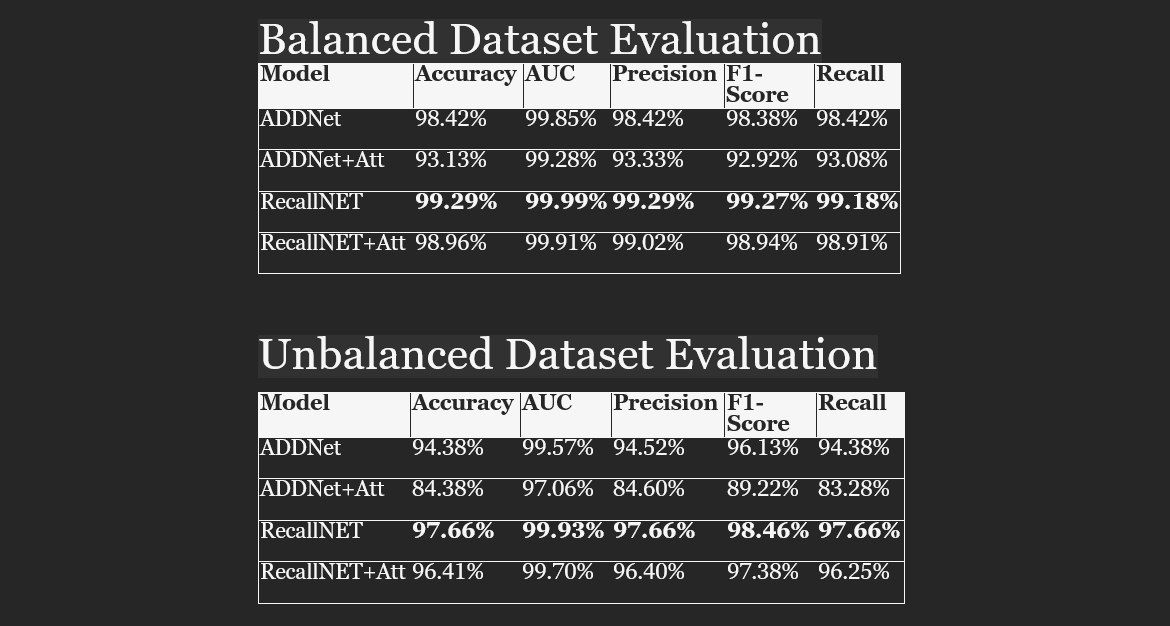 Balanced Dataset Evaluation
Model Accuracy AUC Precision F1-Score Recall
ADDNet 98.42% 99.85% 98.42% 98.38% 98.42%
ADDNet+Att 93.13% 99.28% 93.33% 92.92% 93.08%
RecallNET 99.29% 99.99% 99.29% 99.27% 99.18%
RecallNET+Att 98.96% 99.91% 99.02% 98.94% 98.91%
Unbalanced Dataset Evaluation
Model Accuracy AUC Precision F1-Score Recall
ADDNet 94.38% 99.57% 94.52% 96.13% 94.38%
ADDNet+Att 84.38% 97.06% 84.60% 89.22% 83.28%
RecallNET 97.66% 99.93% 97.66% 98.46% 97.66%
RecallNET+Att 96.41% 99.70% 96.40% 97.38% 96.25%